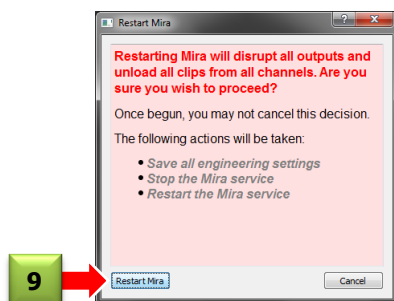 Restart Mira
Restarting Mira will disrupt all outputs and
unload all clips from all channels. Are you
sure you wish to proceed?
Once begun, you may not cancel this decision.
The following actions will be taken:
• Save all engineering settings
• Stop the Mira service
• Restart the Mira service
9
Restart Mira
Cancel